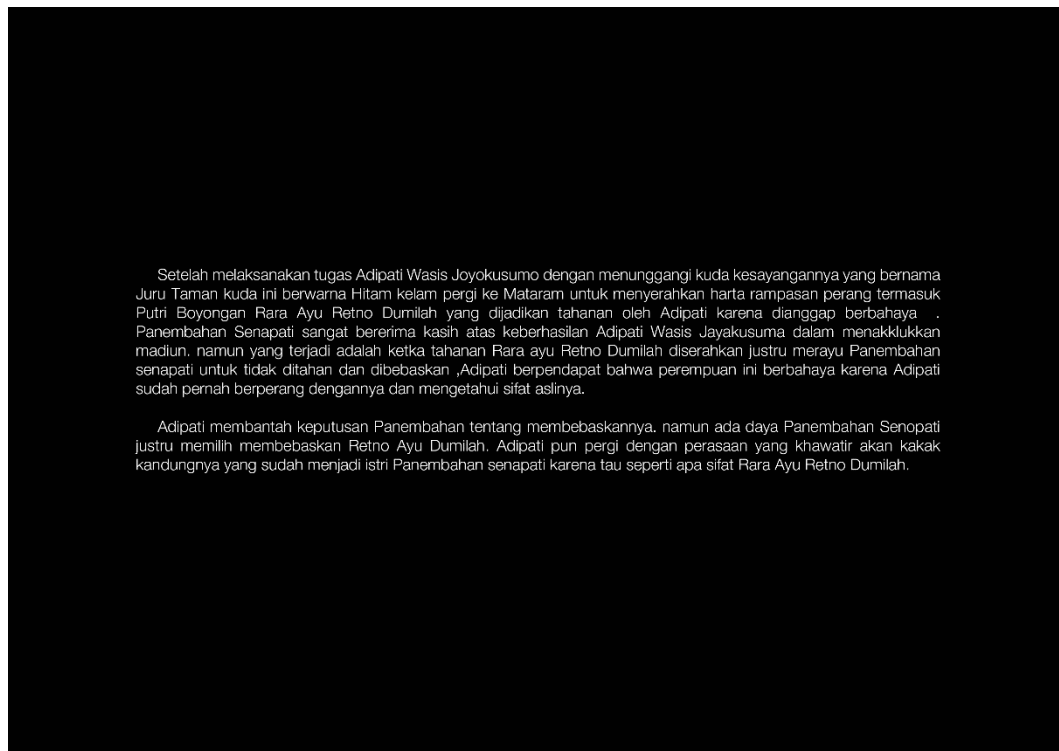 Setelah melaksanakan tugas Adipati Wasis Joyokusumo dengan menunggangi kuda kesayangannya yang bernama
Juru Taman kuda ini berwarna Hitam kelam pergi ke Mataram untuk menyerahkan harta rampasan perang termasuk
Putri Boyongan Rara Ayu Retno Dumilah yang dijadikan tahanan oleh Adipati karena dianggap berbahaya .
Panembahan Senapati sangat bererima kasih atas keberhasilan Adipati Wasis Jayakusuma dalam menakklukkan
madiun. namun yang terjadi adalah ketka tahanan Rara ayu Retno Dumilah diserahkan justru merayu Panembahan
senapati untuk tidak ditahan dan dibebaskan ,Adipati berpendapat bahwa perempuan ini berbahaya karena Adipati
sudah pernah berperang dengannya dan mengetahui sifat aslinya.
Adipati membantah keputusan Panembahan tentang membebaskannya. namun ada daya Panembahan Senopati
justru memilih membebaskan Retno Ayu Dumilah. Adipati pun pergi dengan perasaan yang khawatir akan kakak
kandungnya yang sudah menjadi istri Panembahan senapati karena tau seperti apa sifat Rara Ayu Retno Dumilah.